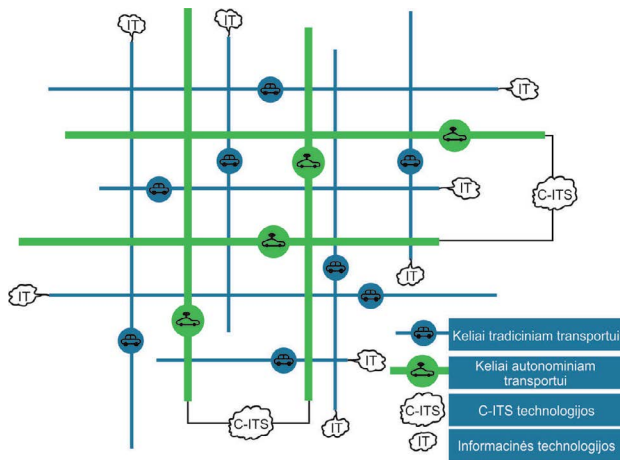 IT
IT
IT
IT
C-ITS
IT
IT
IT
C-ITS
IT
Keliai tradiciniam transportui
Keliai autonominiam
transportui
C-ITS
C-ITS technologijos
IT
Informacinės technologijos